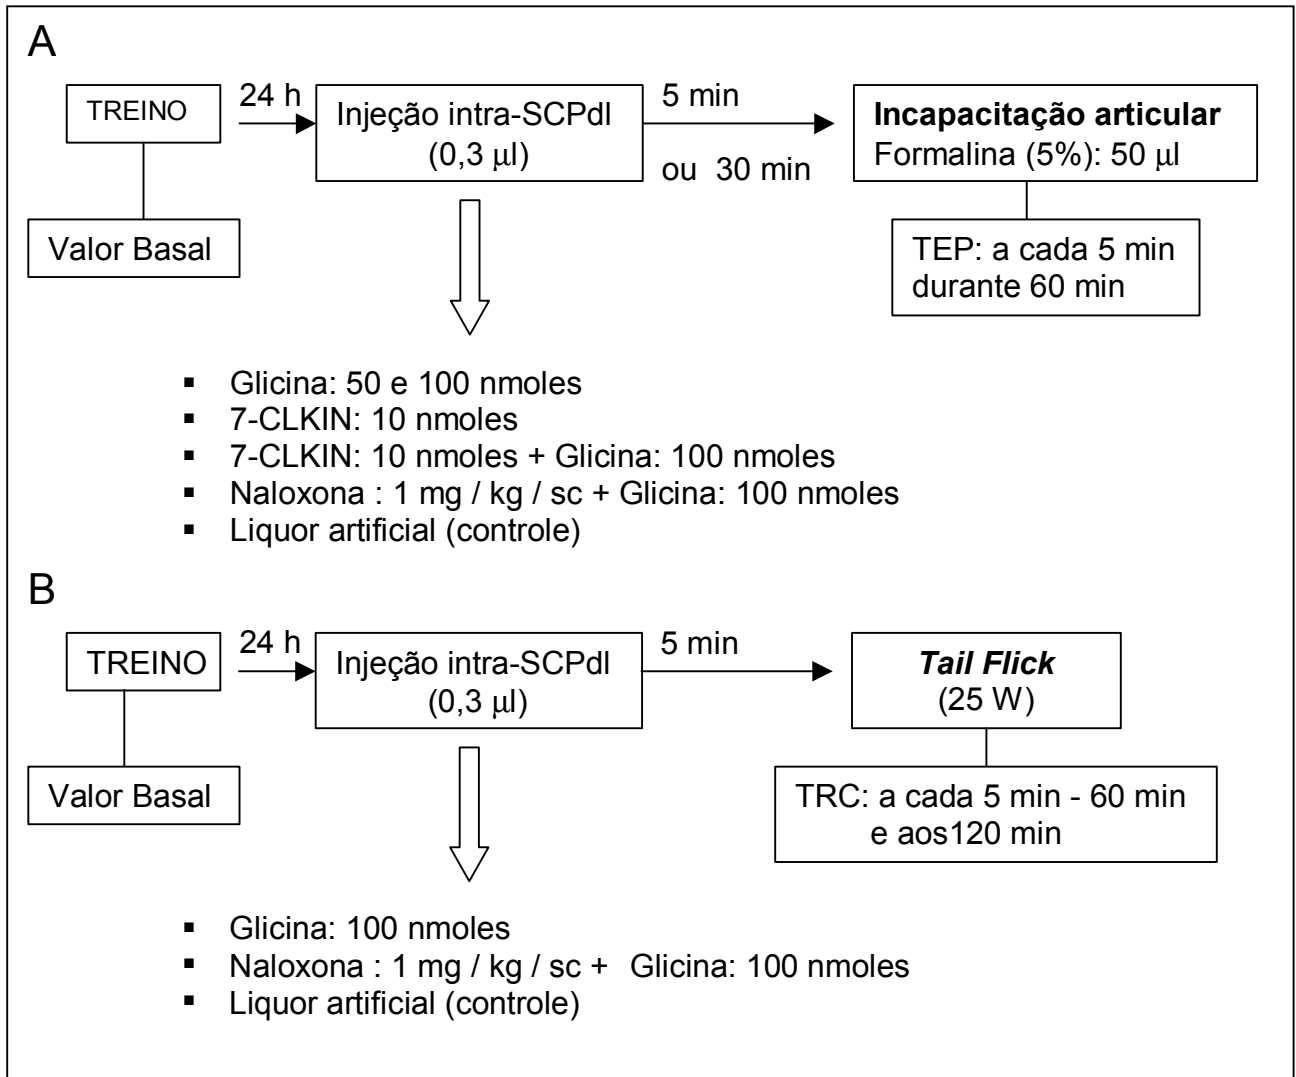 A
TREINO
24 h
Injeção intra-SCPdl
(0,3 μl)
5 min
ou 30 min
Incapacitação articular
Formalina (5%): 50 μl
Valor Basal
TEP: a cada 5 min
durante 60 min
▪ Glicina: 50 e 100 nmoles
▪ 7-CLKIN: 10 nmoles
▪ 7-CLKIN: 10 nmoles + Glicina: 100 nmoles
▪ Naloxona : 1 mg / kg / sc + Glicina: 100 nmoles
▪ Liquor artificial (controle)
B
TREINO
24 h
Injeção intra-SCPdl
(0,3 μl)
5 min
Tail Flick
(25 W)
Valor Basal
TRC: a cada 5 min - 60 min
e aos120 min
▪ Glicina: 100 nmoles
▪ Naloxona : 1 mg / kg / sc + Glicina: 100 nmoles
▪ Liquor artificial (controle)